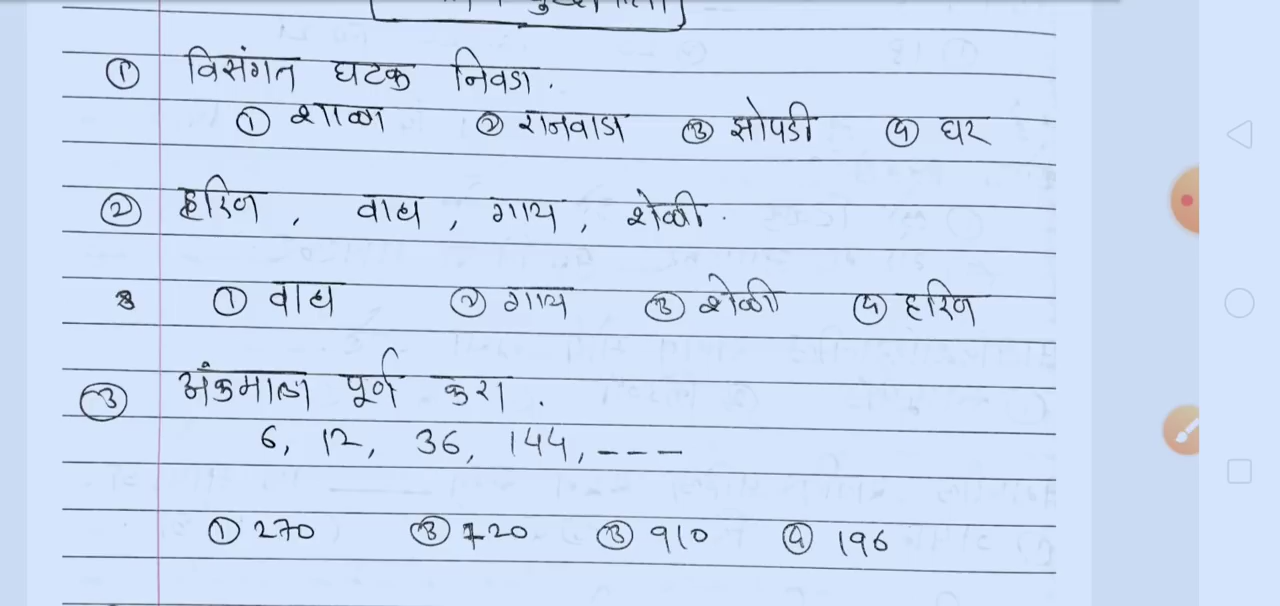 ① विसंगत घटक निवडा.
① शाळा ② राजवाडा ③ झोपडी ④ घर
② हरिण, वाघ, गाय, शेळी.
① वाघ ② गाय ③ शेळी ④ हरिण
③ अंकमाला पूर्ण करा.
6, 12, 36, 144, ---
① 270 ③ 720 ③ 910 ④ 196